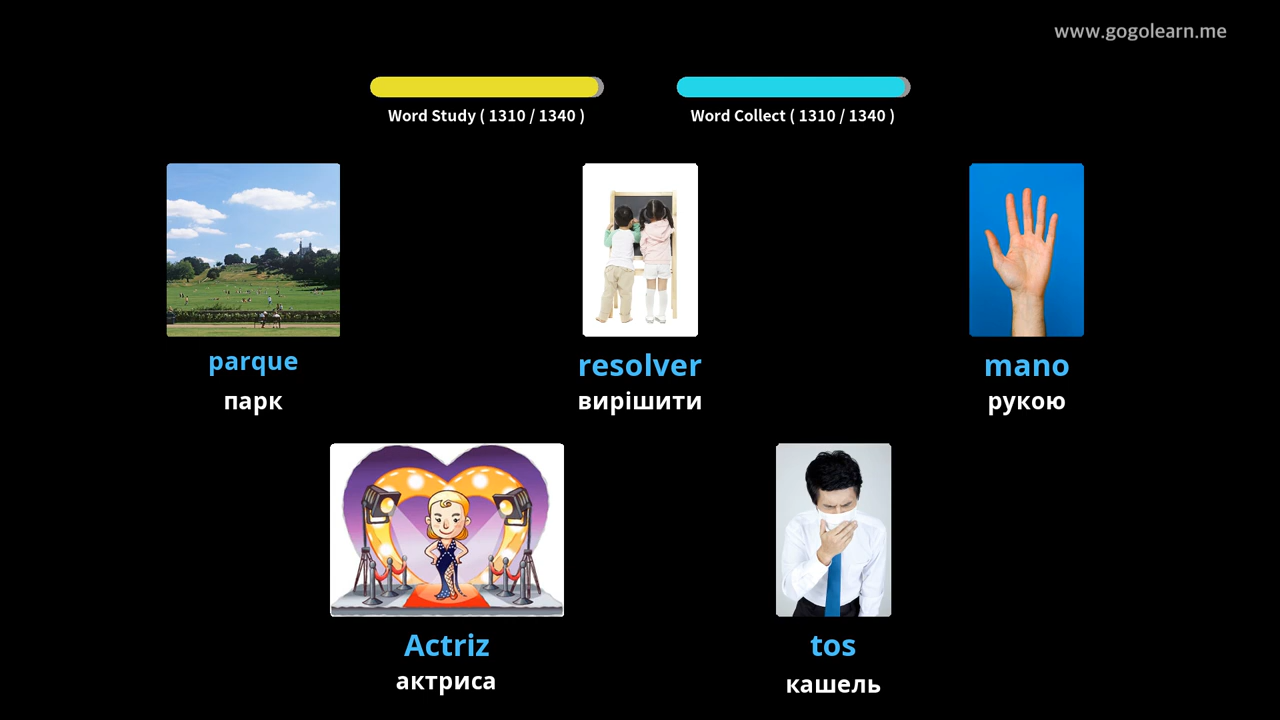 www.gogolearn.me
Word Study ( 1310 / 1340 )
Word Collect ( 1310 / 1340 )
parque
парк
resolver
вирішити
mano
рукою
Actriz
актриса
tos
кашель